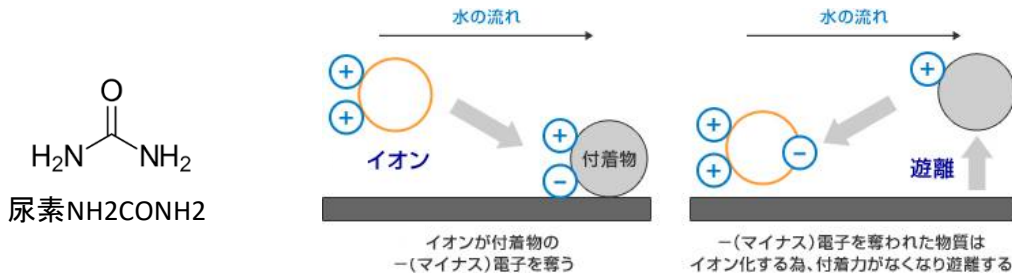 O
H₂N NH₂
尿素NH2CONH2
水の流れ
+
+
イオン
+
−
付着物
イオンが付着物の
−(マイナス)電子を奪う
水の流れ
+
+
+
−
遊離
−(マイナス)電子を奪われた物質は
イオン化する為、付着力がなくなり遊離する